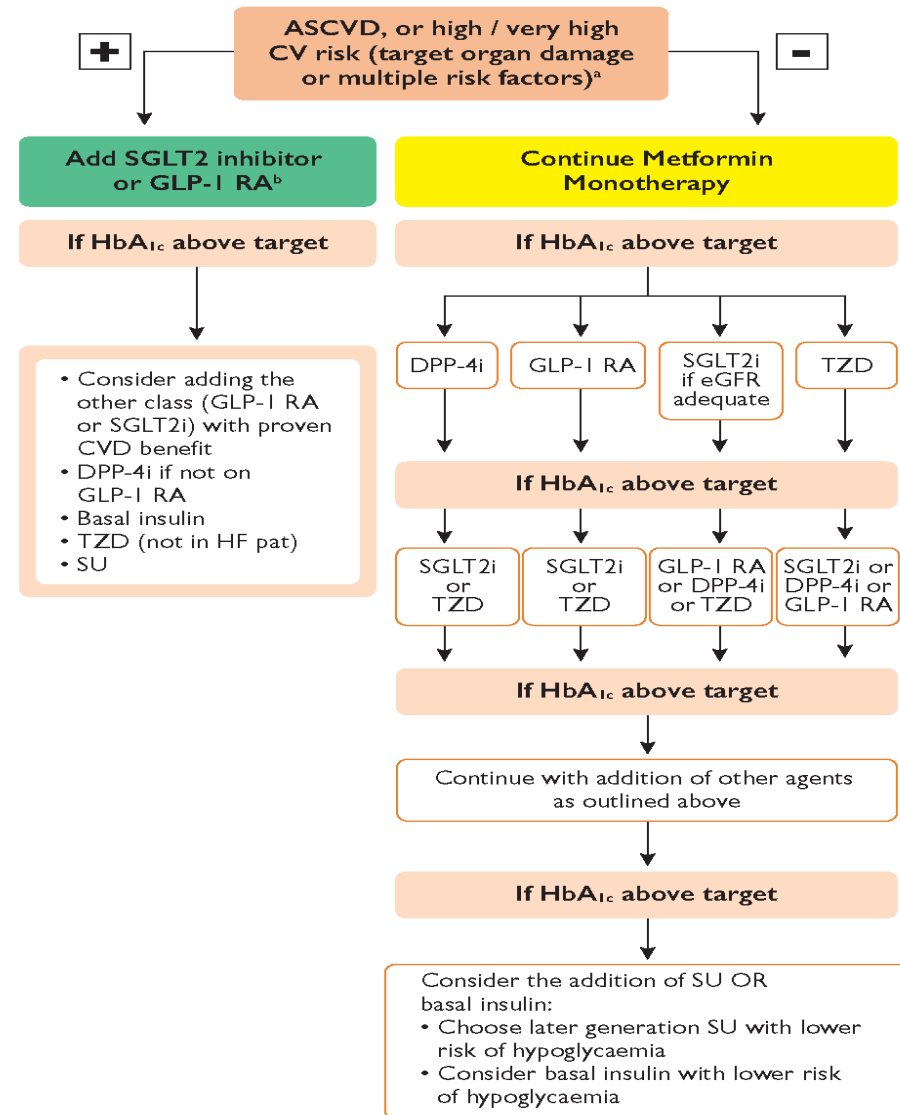 +
ASCVD, or high / very high
CV risk (target organ damage
or multiple risk factors)ᵃ
-
Add SGLT2 inhibitor
or GLP-1 RAᵇ
If HbA₁c above target
• Consider adding the
other class (GLP-1 RA
or SGLT2i) with proven
CVD benefit
• DPP-4i if not on
GLP-1 RA
• Basal insulin
• TZD (not in HF pat)
• SU
Continue Metformin
Monotherapy
If HbA₁c above target
DPP-4i
GLP-1 RA
SGLT2i
if eGFR
adequate
TZD
If HbA₁c above target
SGLT2i
or
TZD
SGLT2i
or
TZD
GLP-1 RA
or DPP-4i
or TZD
SGLT2i or
DPP-4i or
GLP-1 RA
If HbA₁c above target
Continue with addition of other agents
as outlined above
If HbA₁c above target
Consider the addition of SU OR
basal insulin:
• Choose later generation SU with lower
risk of hypoglycaemia
• Consider basal insulin with lower risk
of hypoglycaemia